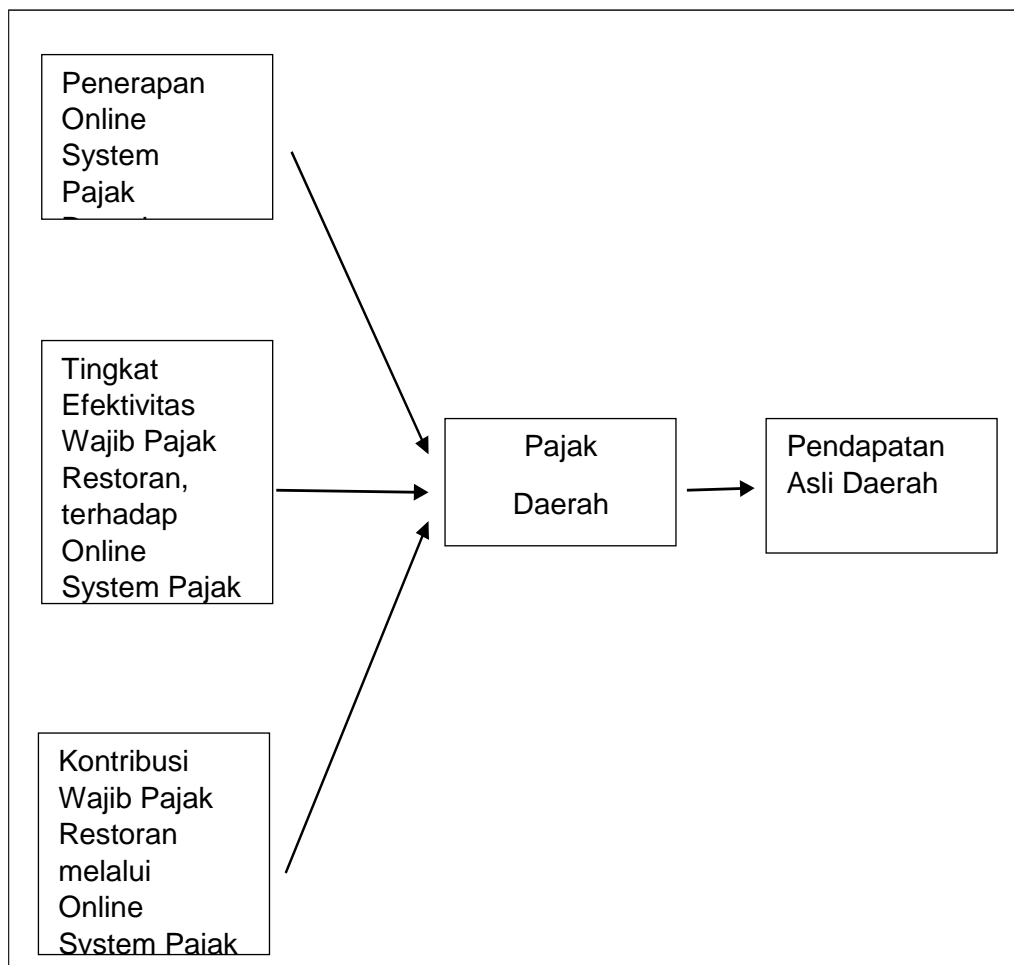 Penerapan
Online
System
Pajak
Tingkat
Efektivitas
Wajib Pajak
Restoran,
terhadap
Online
System Pajak
Kontribusi
Wajib Pajak
Restoran
melalui
Online
System Pajak
Pajak
Daerah
Pendapatan
Asli Daerah